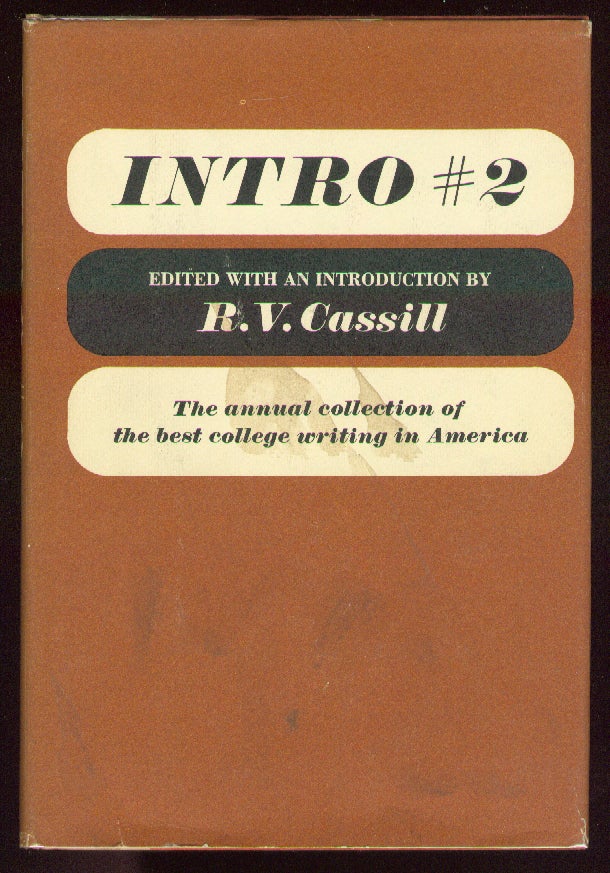 INTRO #2
EDITED WITH AN INTRODUCTION BY
R.V. Cassill
The annual collection of
the best college writing in America